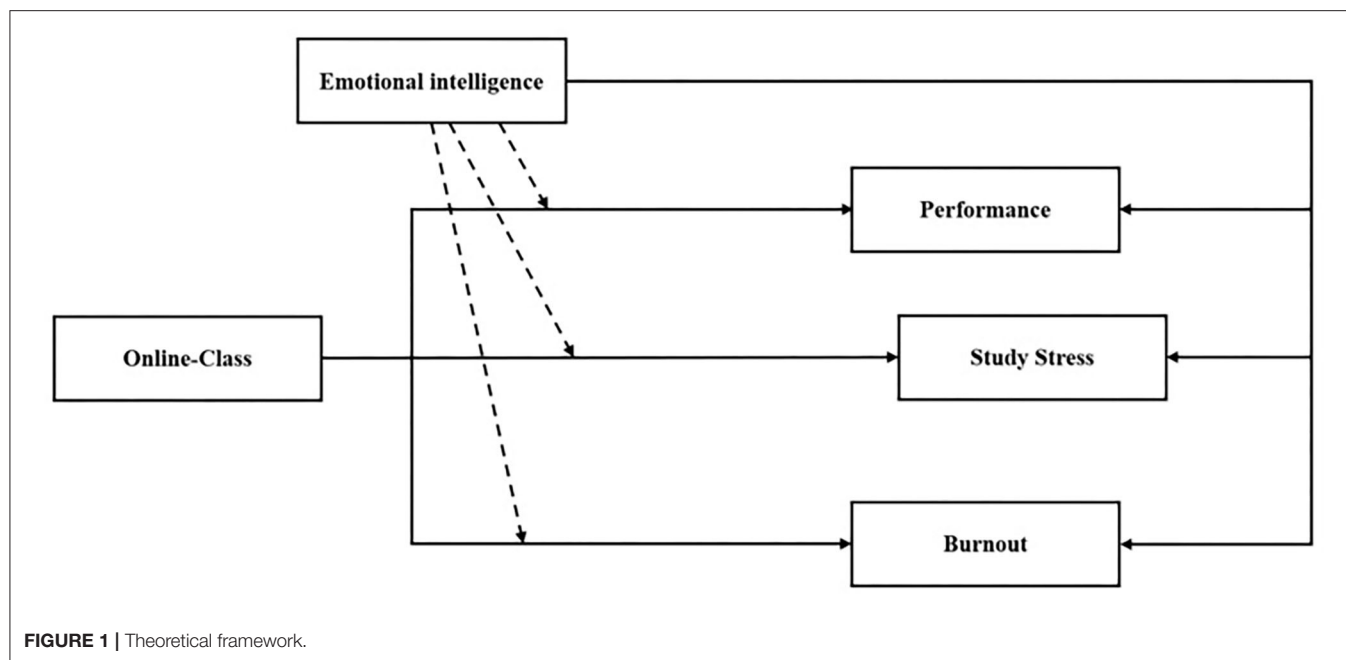 Emotional intelligence
Performance
Online-Class
Study Stress
Burnout
FIGURE 1 | Theoretical framework.